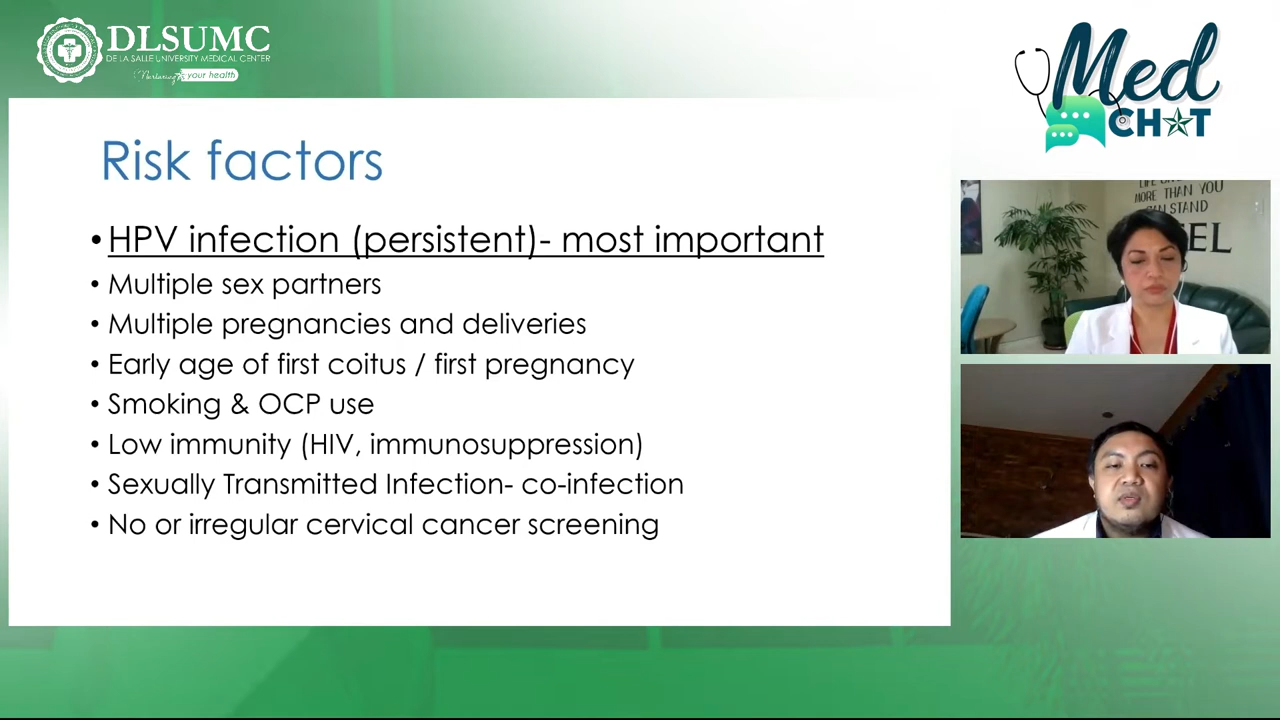 DLSUMC
DE LA SALLE UNIVERSITY MEDICAL CENTER
Nurturing your health
Med
CHAT
Risk factors
• HPV infection (persistent)- most important
• Multiple sex partners
• Multiple pregnancies and deliveries
• Early age of first coitus / first pregnancy
• Smoking & OCP use
• Low immunity (HIV, immunosuppression)
• Sexually Transmitted Infection- co-infection
• No or irregular cervical cancer screening
MORE THAN YOU
CAN STAND